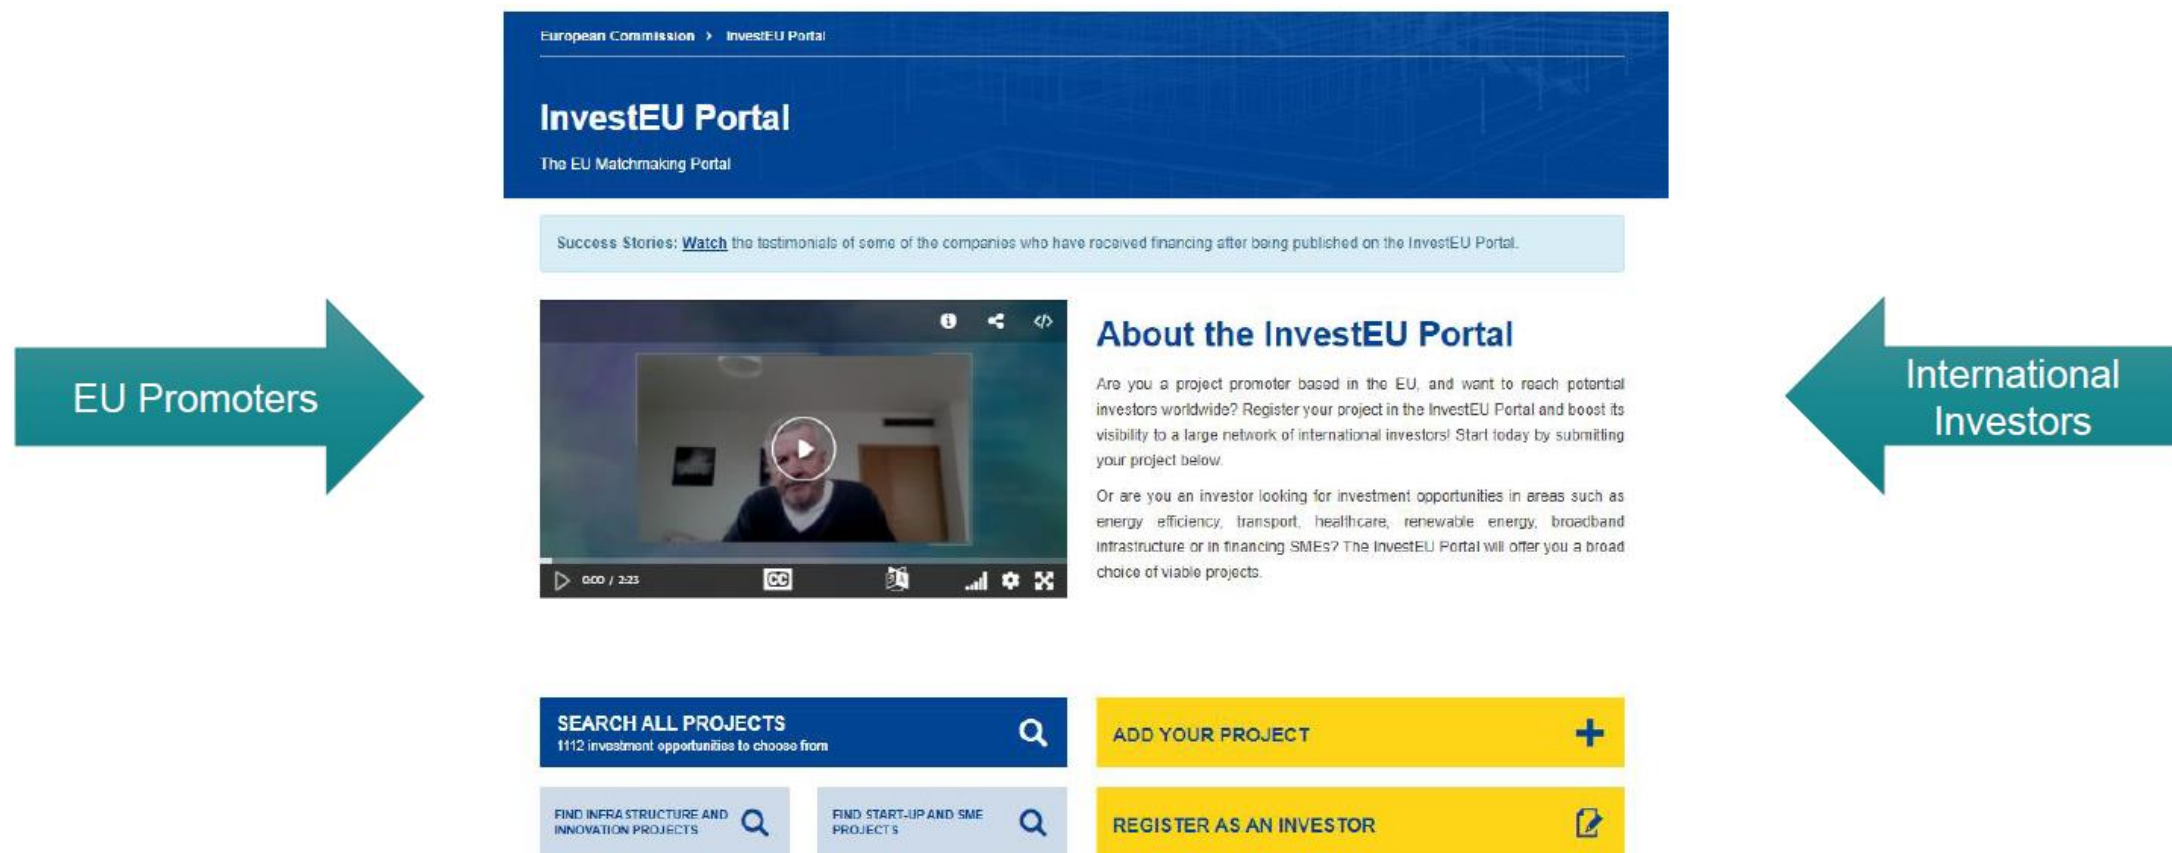 European Commission > InvestEU Portal
InvestEU Portal
The EU Matchmaking Portal
Success Stories: Watch the testimonials of some of the companies who have received financing after being published on the InvestEU Portal.
EU Promoters
0:00 / 2:23
CC
About the InvestEU Portal
Are you a project promoter based in the EU, and want to reach potential
investors worldwide? Register your project in the InvestEU Portal and boost its
visibility to a large network of international investors! Start today by submitting
your project below.
Or are you an investor looking for investment opportunities in areas such as
energy efficiency, transport, healthcare, renewable energy, broadband
infrastructure or in financing SMEs? The InvestEU Portal will offer you a broad
choice of viable projects.
International
Investors
SEARCH ALL PROJECTS
1112 investment opportunities to choose from
ADD YOUR PROJECT
FIND INFRASTRUCTURE AND
INNOVATION PROJECTS
FIND START-UP AND SME
PROJECTS
REGISTER AS AN INVESTOR